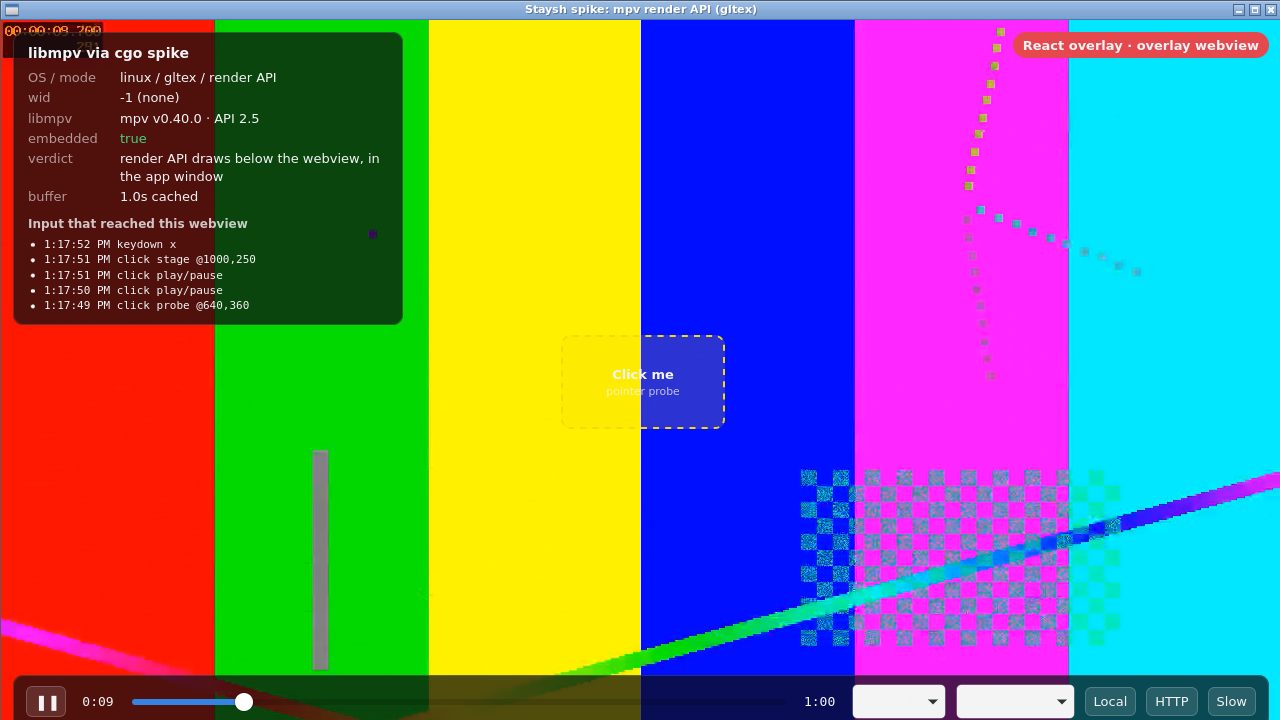 Staysh spike: mpv render API (gltex)
libmpv via cgo spike
React overlay · overlay webview
OS / mode linux / gltex / render API
wid -1 (none)
libmpv mpv v0.40.0 · API 2.5
embedded true
verdict render API draws below the webview, in
the app window
buffer 1.0s cached
Input that reached this webview
• 1:17:52 PM keydown x
• 1:17:51 PM click stage @1000,250
• 1:17:51 PM click play/pause
• 1:17:50 PM click play/pause
• 1:17:49 PM click probe @640,360
Click me
pointer probe
0:09 1:00 Local HTTP Slow